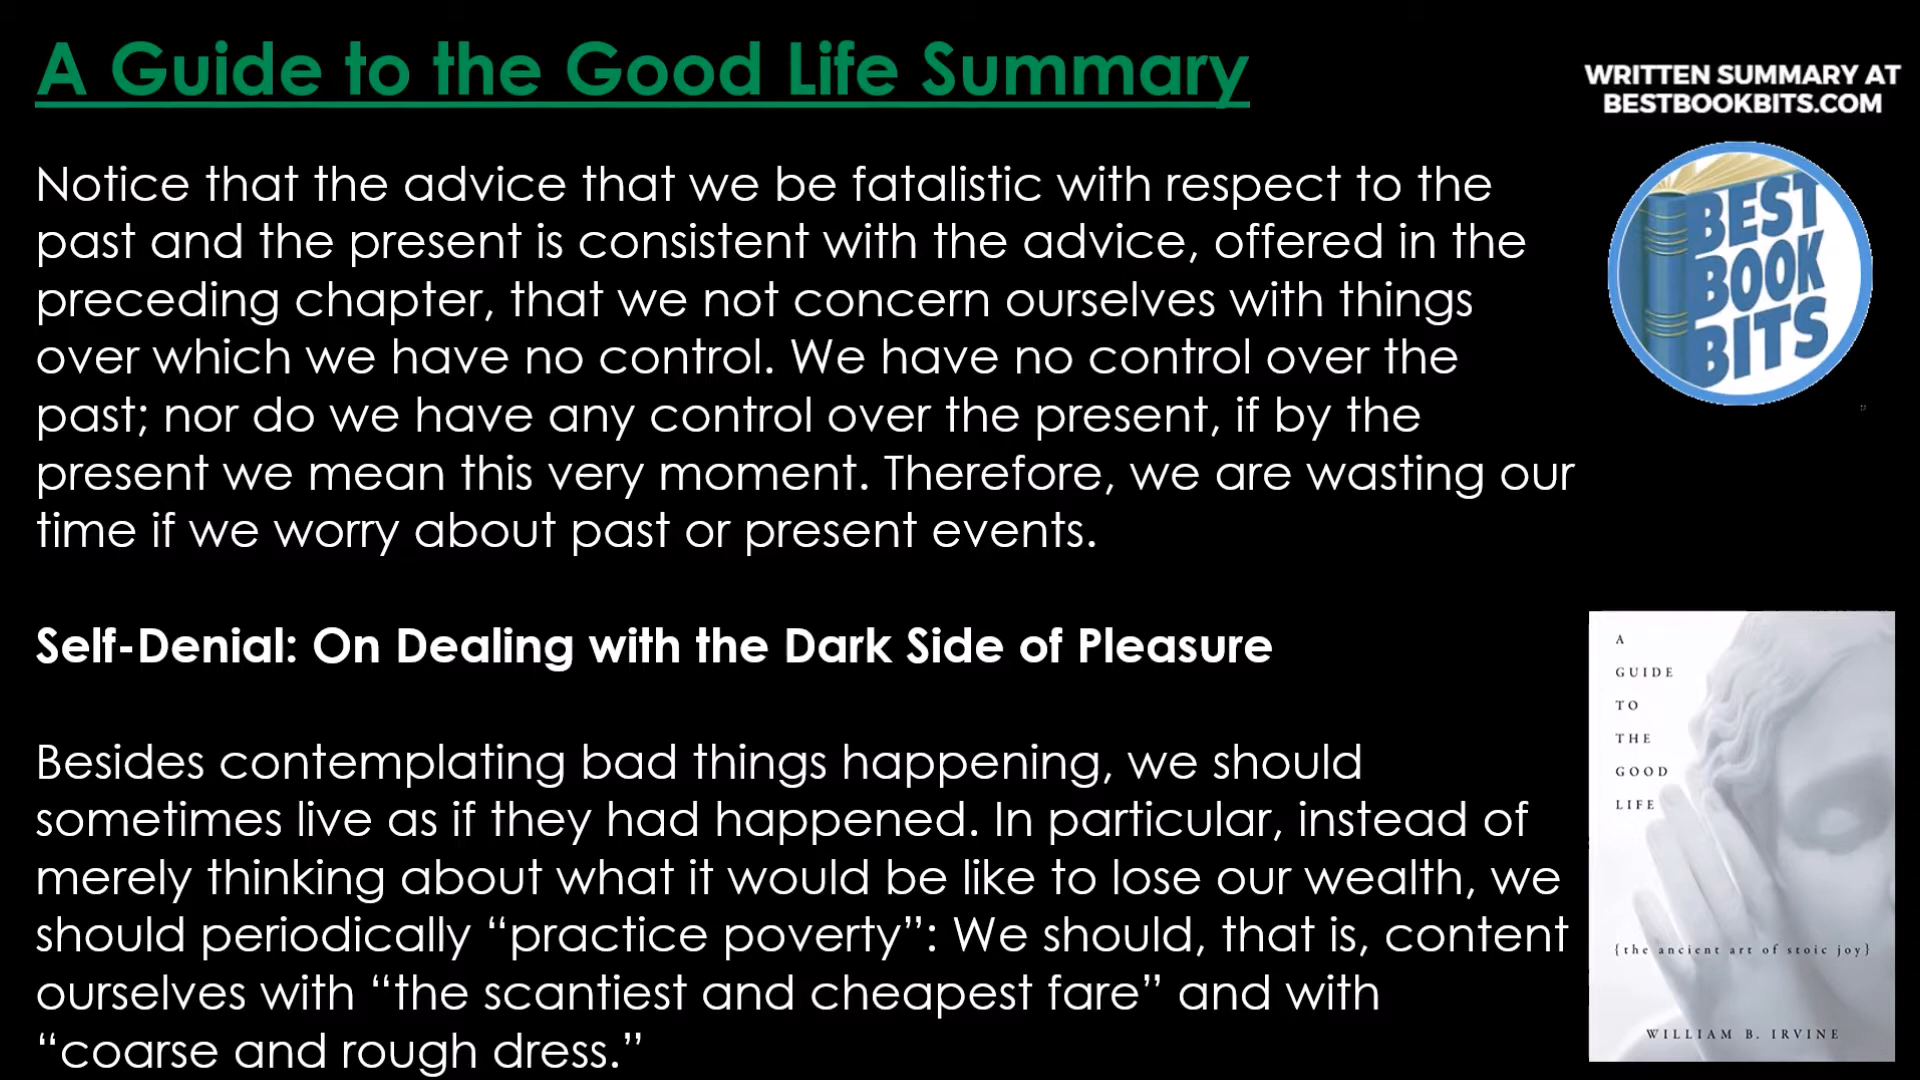 A Guide to the Good Life Summary
WRITTEN SUMMARY AT
BESTBOOKBITS.COM
Notice that the advice that we be fatalistic with respect to the
past and the present is consistent with the advice, offered in the
preceding chapter, that we not concern ourselves with things
over which we have no control. We have no control over the
past; nor do we have any control over the present, if by the
present we mean this very moment. Therefore, we are wasting our
time if we worry about past or present events.
BEST
BOOK
BITS
Self-Denial: On Dealing with the Dark Side of Pleasure
Besides contemplating bad things happening, we should
sometimes live as if they had happened. In particular, instead of
merely thinking about what it would be like to lose our wealth, we
should periodically “practice poverty”: We should, that is, content
ourselves with “the scantiest and cheapest fare” and with
“coarse and rough dress.”
A
GUIDE
TO
THE
GOOD
LIFE
{the ancient art of stoic joy}
WILLIAM B. IRVINE